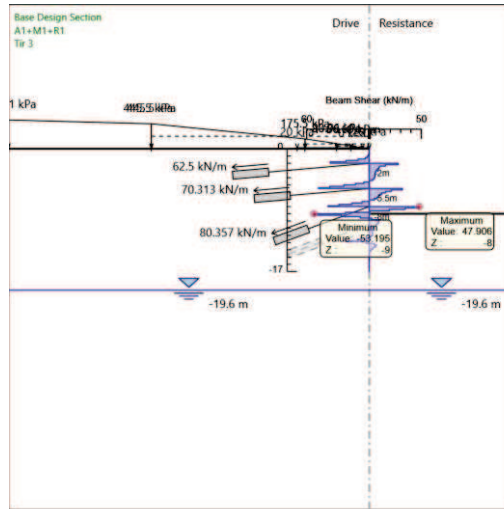 Base Design Section
A1+M1+R1
Tir 3
Drive
Resistance
Beam Shear (kN/m)
50
1 kPa
0
62.5 kN/m
70.313 kN/m
80.357 kN/m
-2m
-5.5m
-8m
Minimum
Value: -53.195
Z : -9
Maximum
Value: 47.906
Z : -8
-17
-19.6 m
-19.6 m